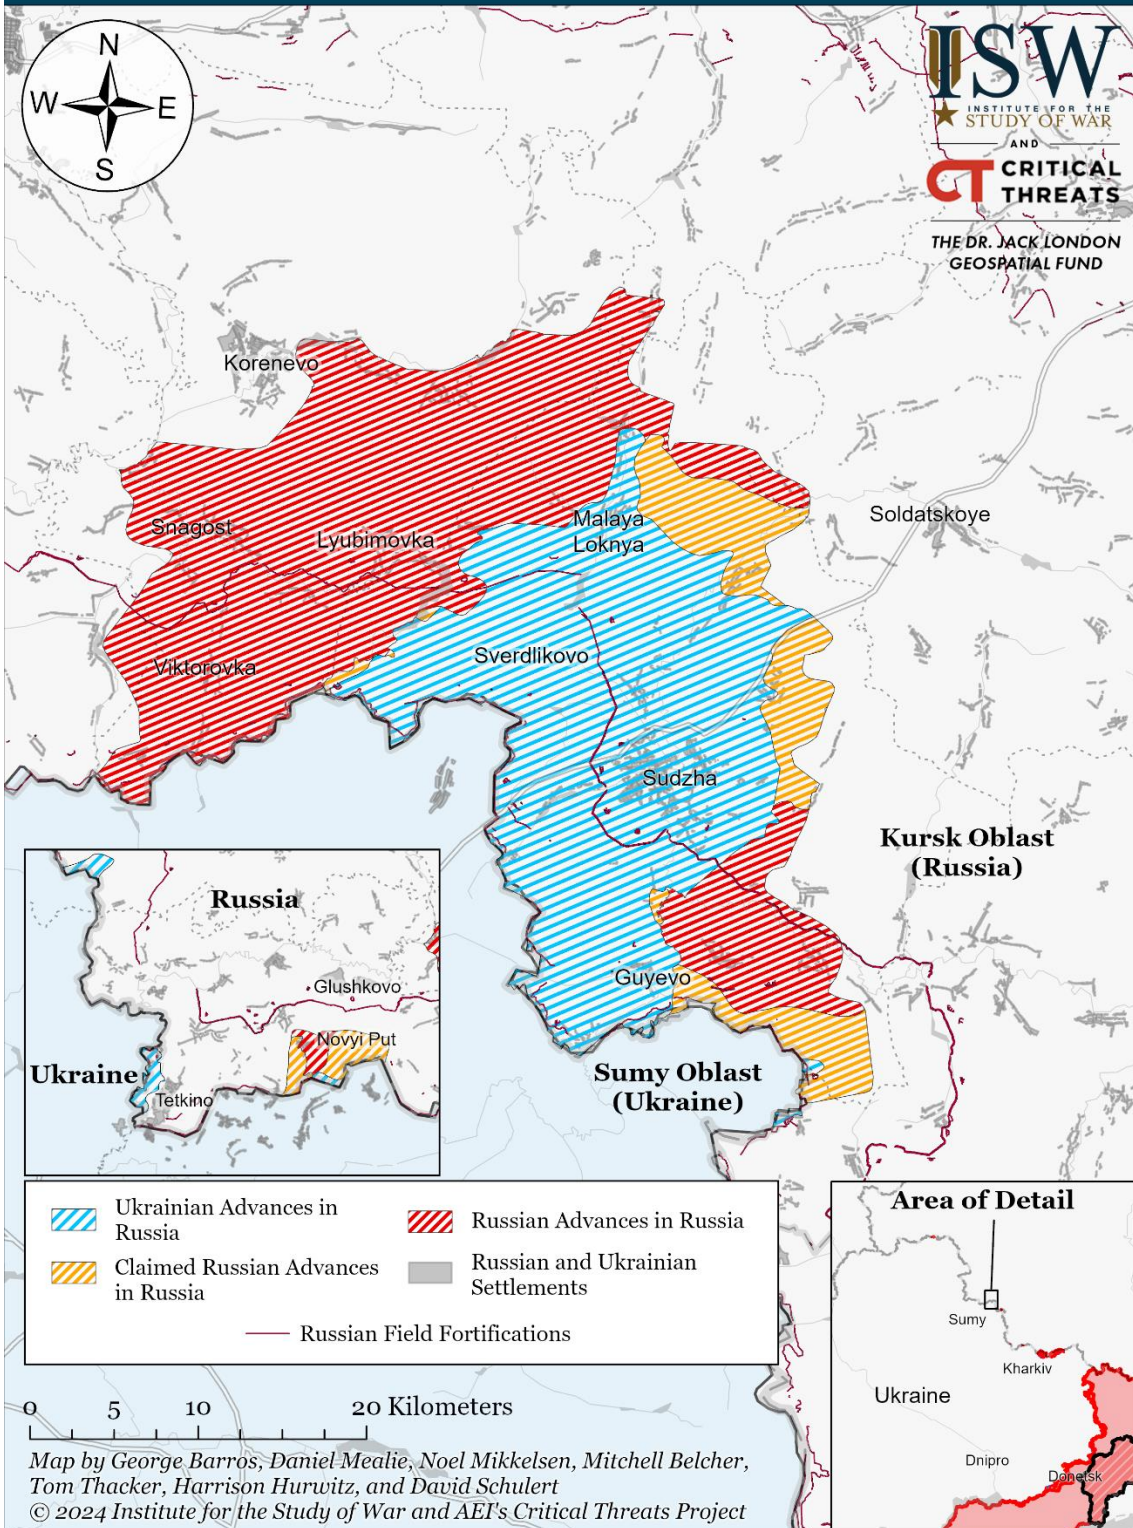 N
W E
S
ISW
INSTITUTE FOR THE
STUDY OF WAR
AND
CT CRITICAL
THREATS
THE DR. JACK LONDON
GEOSPATIAL FUND
Korenevo
Snagost
Lyubimovka
Malaya
Loknya
Soldatskoye
Sverdlikovo
Viktorovka
Sudzha
Kursk Oblast
(Russia)
Guyevo
Sumy Oblast
(Ukraine)
Russia
Glushkovo
Novyi Put
Ukraine
Tetkino
Ukrainian Advances in
Russia
Russian Advances in Russia
Claimed Russian Advances
in Russia
Russian and Ukrainian
Settlements
Russian Field Fortifications
Area of Detail
Sumy
Kharkiv
Ukraine
Dnipro
Donetsk
0 5 10 20 Kilometers
Map by George Barros, Daniel Mealie, Noel Mikkelsen, Mitchell Belcher,
Tom Thacker, Harrison Hurwitz, and David Schulert
© 2024 Institute for the Study of War and AEI's Critical Threats Project